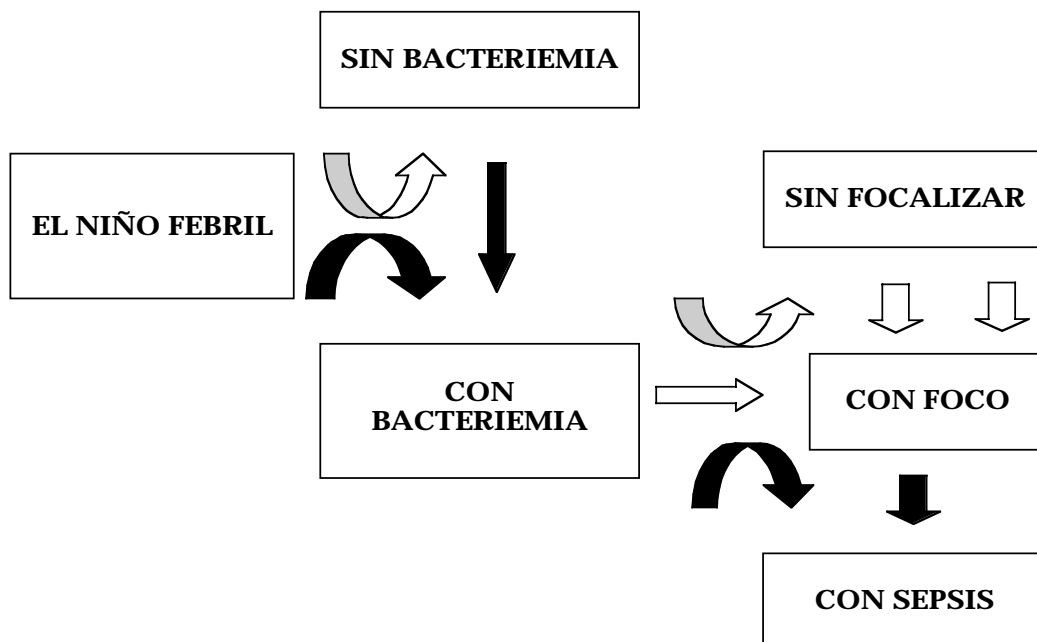 SIN BACTERIEMIA
EL NIÑO FEBRIL
SIN FOCALIZAR
CON
BACTERIEMIA
CON FOCO
CON SEPSIS